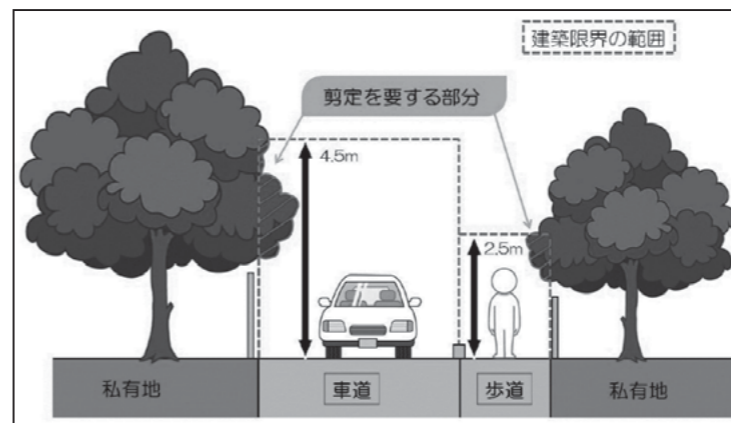 建築限界の範囲
剪定を要する部分
4.5m
2.5m
私有地
車道
歩道
私有地